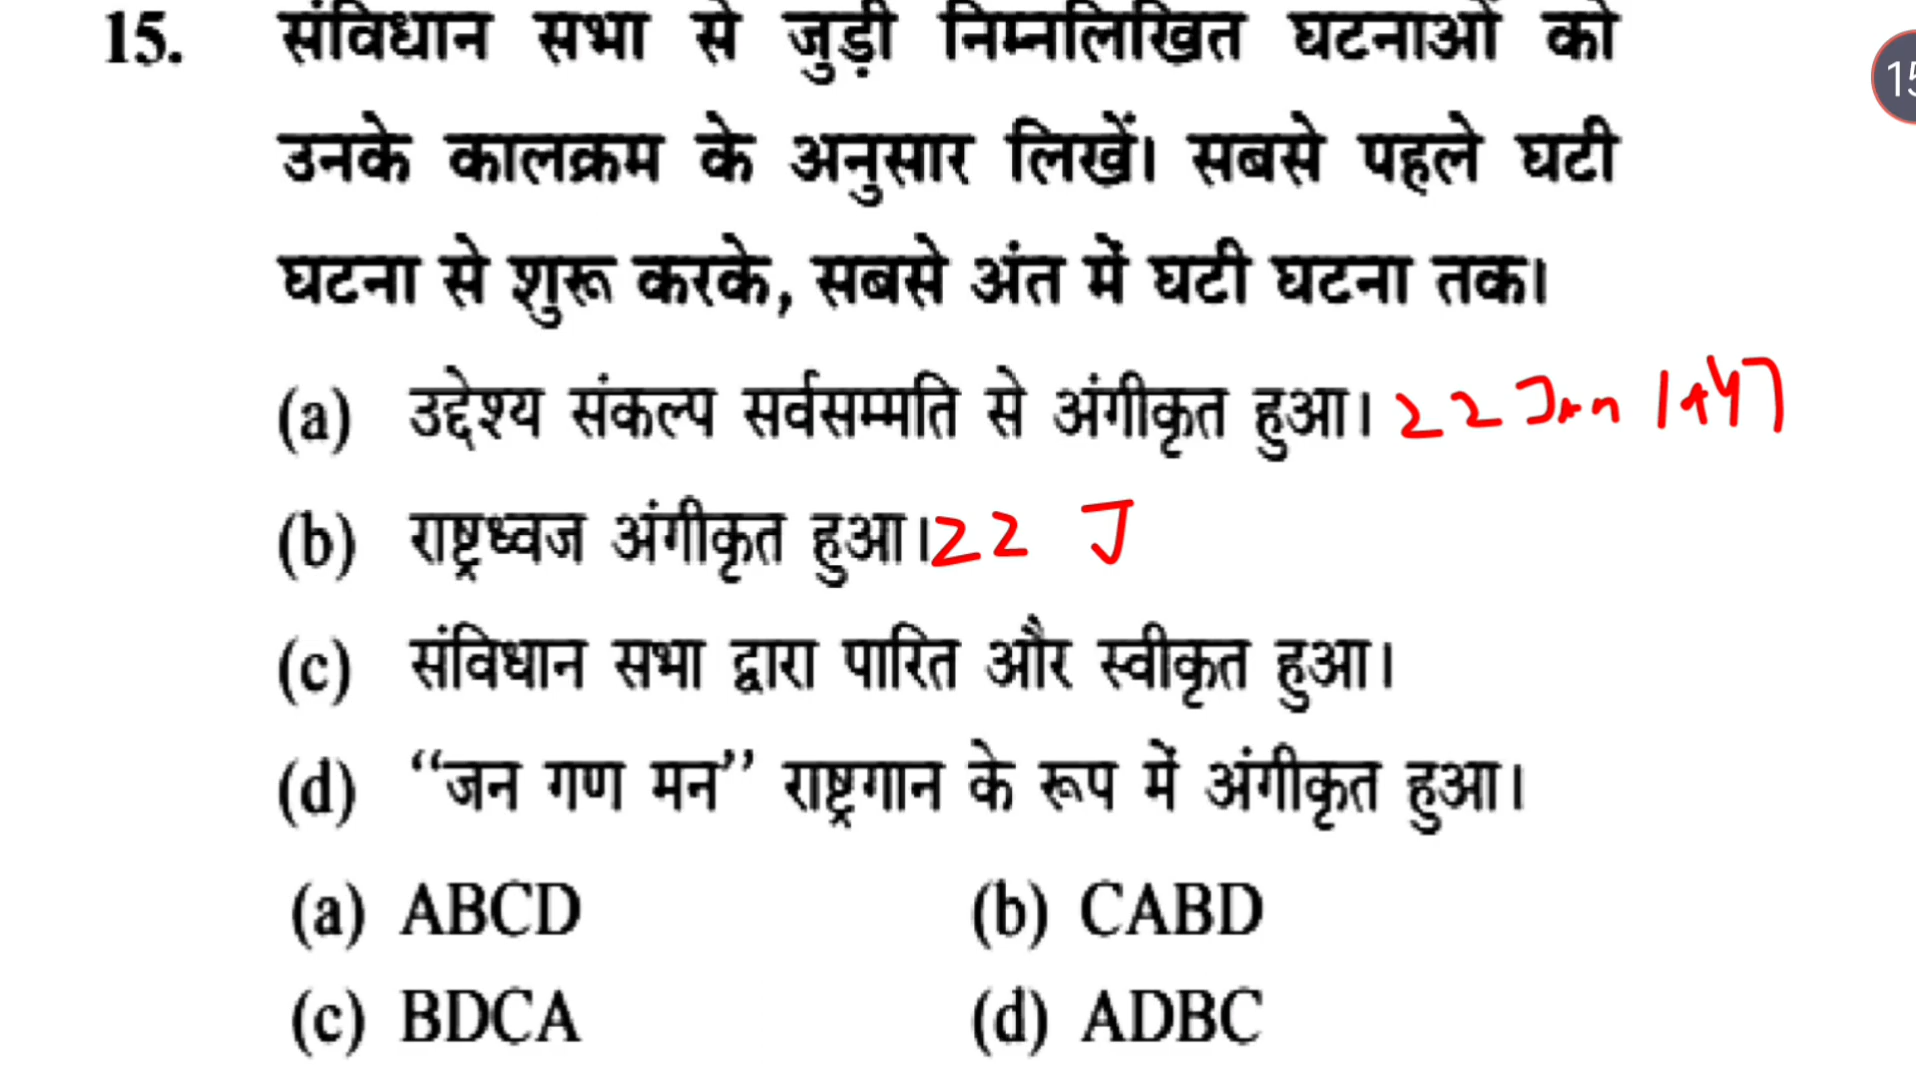 15. संविधान सभा से जुड़ी निम्नलिखित घटनाओं को
उनके कालक्रम के अनुसार लिखें। सबसे पहले घटी
घटना से शुरू करके, सबसे अंत में घटी घटना तक।
(a) उद्देश्य संकल्प सर्वसम्मति से अंगीकृत हुआ। 22 Jan 1947
(b) राष्ट्रध्वज अंगीकृत हुआ। 22 J
(c) संविधान सभा द्वारा पारित और स्वीकृत हुआ।
(d) “जन गण मन” राष्ट्रगान के रूप में अंगीकृत हुआ।
(a) ABCD (b) CABD
(c) BDCA (d) ADBC